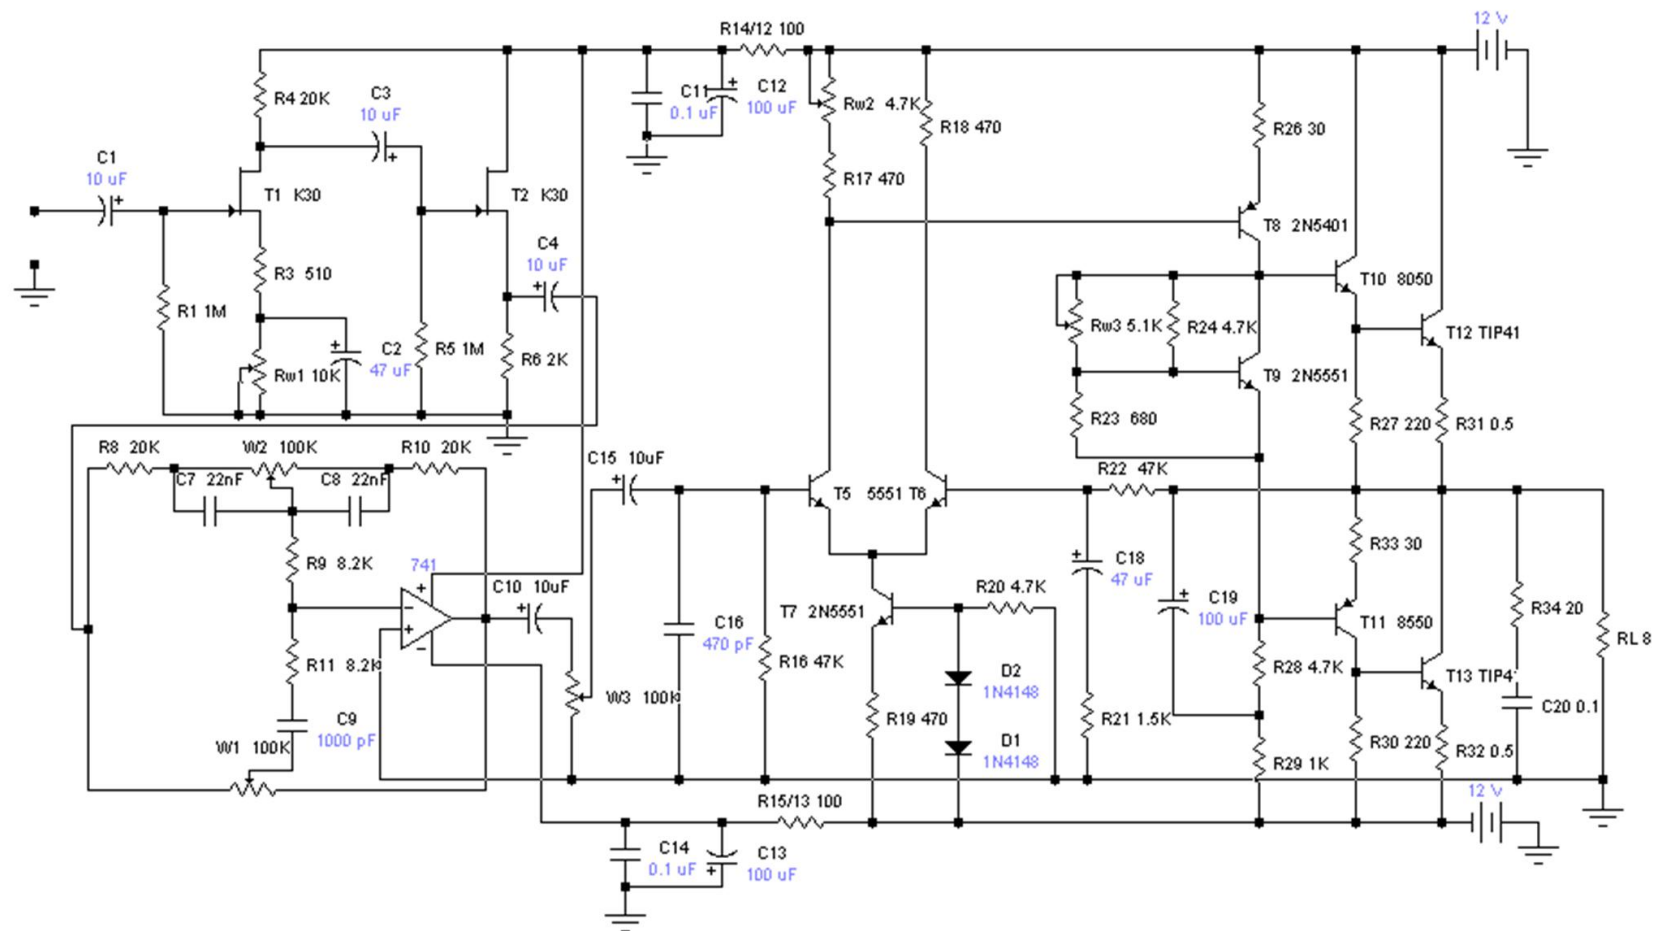 12 V
R14/12 100
C11
0.1 uF
C12
100 uF
R4 20K
C3
10 uF
Rw2 4.7K
R18 470
R26 30
C1
10 uF
R17 470
T1 K30
T2 K30
T8 2N5401
C4
10 uF
R3 510
T10 8050
R1 1M
Rw3 5.1K
R24 4.7K
T12 TIP41
C2
47 uF
R5 1M
R6 2K
Rw1 10K
T9 2N5551
R23 680
R27 220
R31 0.5
R8 20K
W2 100K
R10 20K
C15 10uF
R22 47K
C7 22nF
C8 22nF
T5 5551 T6
R9 8.2K
741
C10 10uF
C18
47 uF
R33 30
R20 4.7K
T7 2N5551
C19
100 uF
R34 20
C16
470 pF
T11 8550
RL 8
R11 8.2K
R16 47K
D2
1N4148
R28 4.7K
T13 TIP4
W3 100K
C9
1000 pF
R19 470
R21 1.5K
C20 0.1
W1 100K
D1
1N4148
R29 1K
R30 220
R32 0.5
R15/13 100
12 V
C14
0.1 uF
C13
100 uF